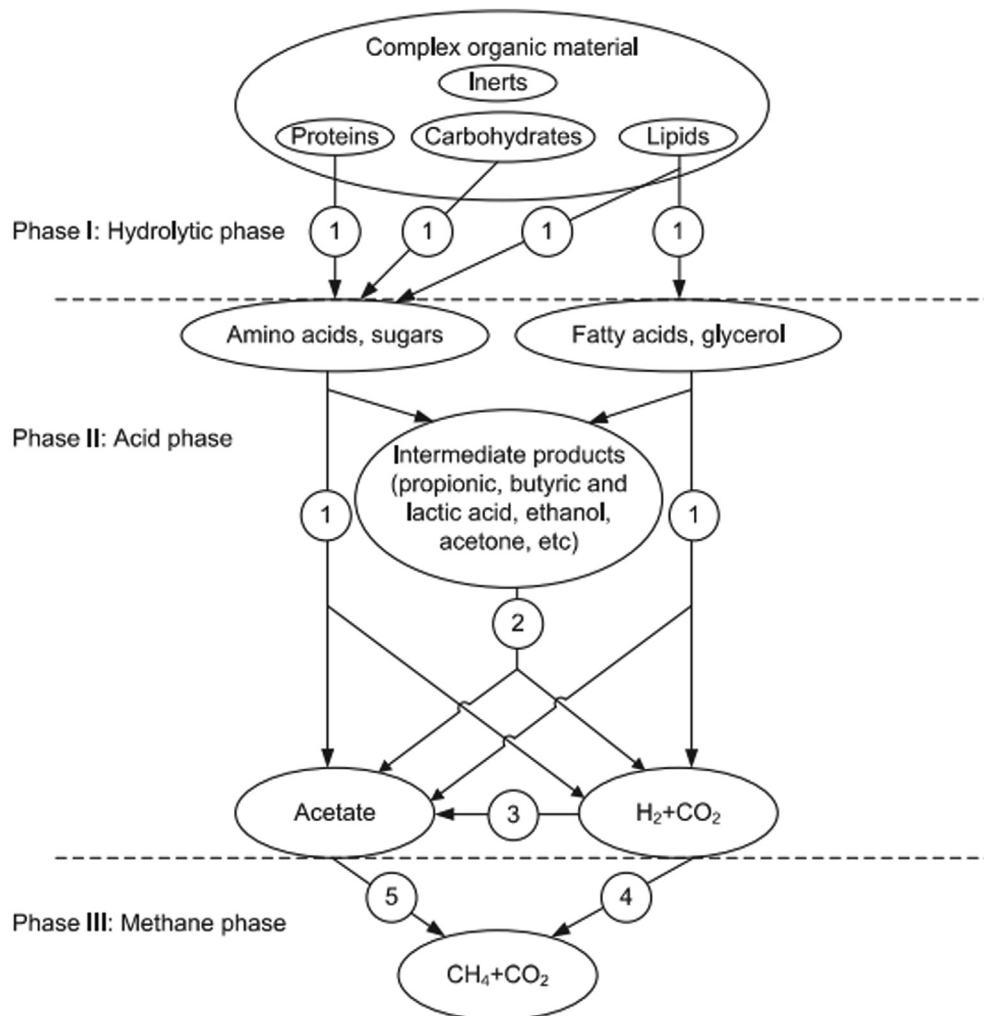 Complex organic material
Inerts
Proteins
Carbohydrates
Lipids
Phase I: Hydrolytic phase
1
1
1
1
Amino acids, sugars
Fatty acids, glycerol
Phase II: Acid phase
Intermediate products
(propionic, butyric and
lactic acid, ethanol,
acetone, etc)
1
1
2
Acetate
3
H₂+CO₂
5
4
Phase III: Methane phase
CH₄+CO₂